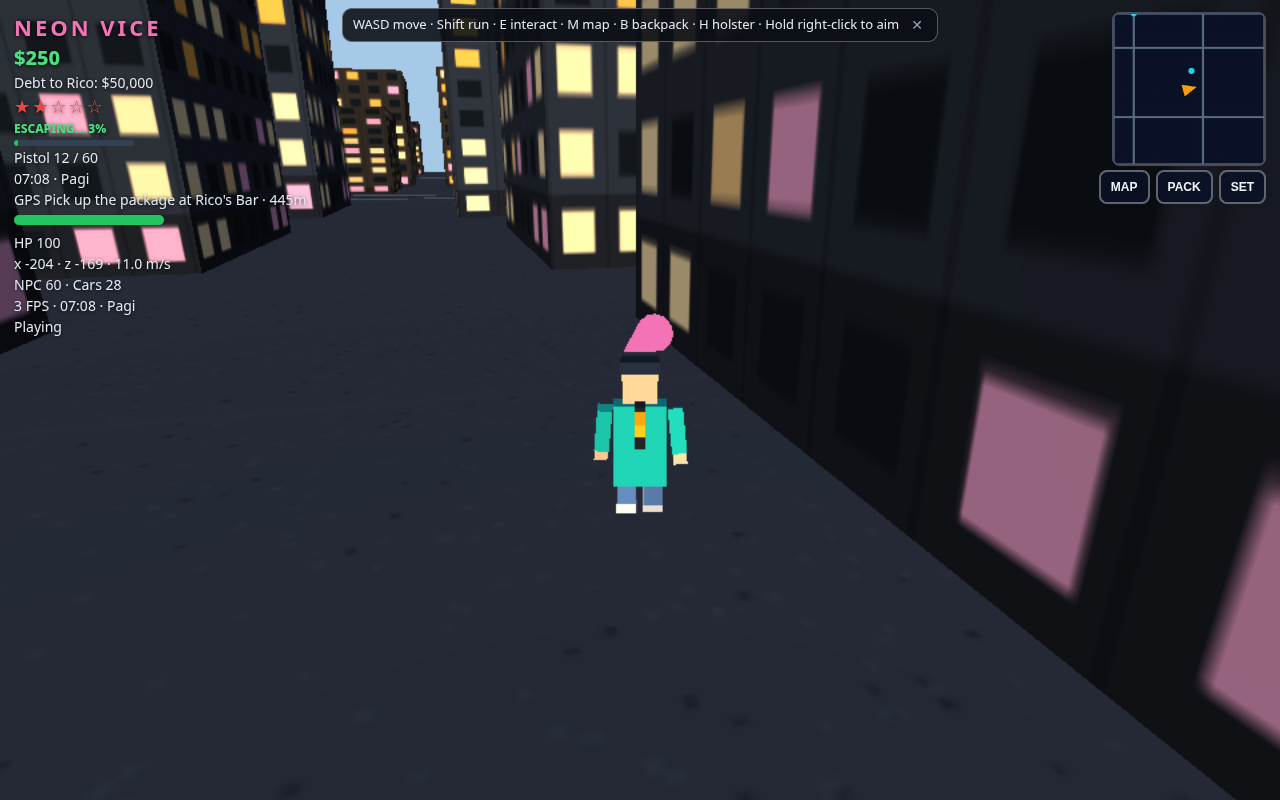 NEON VICE
$250
Debt to Rico: $50,000
★★☆☆☆
ESCAPING... 3%
Pistol 12 / 60
07:08 · Pagi
GPS Pick up the package at Rico's Bar · 445m
HP 100
x -204 · z -169 · 11.0 m/s
NPC 60 · Cars 28
3 FPS · 07:08 · Pagi
Playing
WASD move · Shift run · E interact · M map · B backpack · H holster · Hold right-click to aim ×
MAP PACK SET